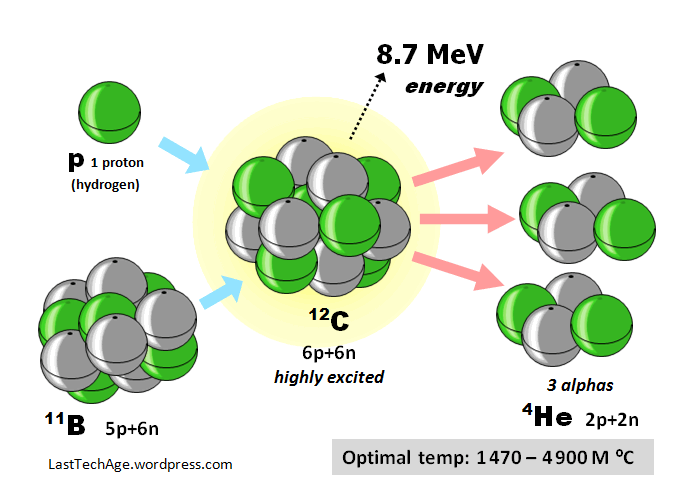 8.7 MeV
energy
p 1 proton
(hydrogen)
¹²C
6p+6n
highly excited
¹¹B 5p+6n
3 alphas
⁴He 2p+2n
LastTechAge.wordpress.com
Optimal temp: 1470 – 4900 M ºC